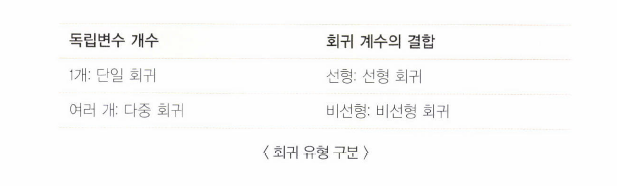 독립변수 개수 회귀 계수의 결합
1개: 단일 회귀 선형: 선형 회귀
여러 개: 다중 회귀 비선형: 비선형 회귀
〈 회귀 유형 구분 〉